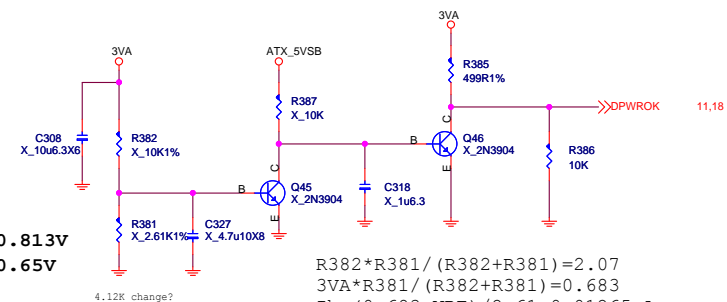 3VA
3VA
ATX_5VSB
R385
499R1%
R387
X_10K
DPWROK 11,18
C308
X_10u6.3X6
R382
X_10K1%
B
C
E
Q46
X_2N3904
R386
10K
B
C
E
Q45
X_2N3904
C318
X_1u6.3
R381
X_2.61K1%
C327
X_4.7u10X8
0.813V
0.65V
4.12K change?
R382*R381/(R382+R381)=2.07
3VA*R381/(R382+R381)=0.683